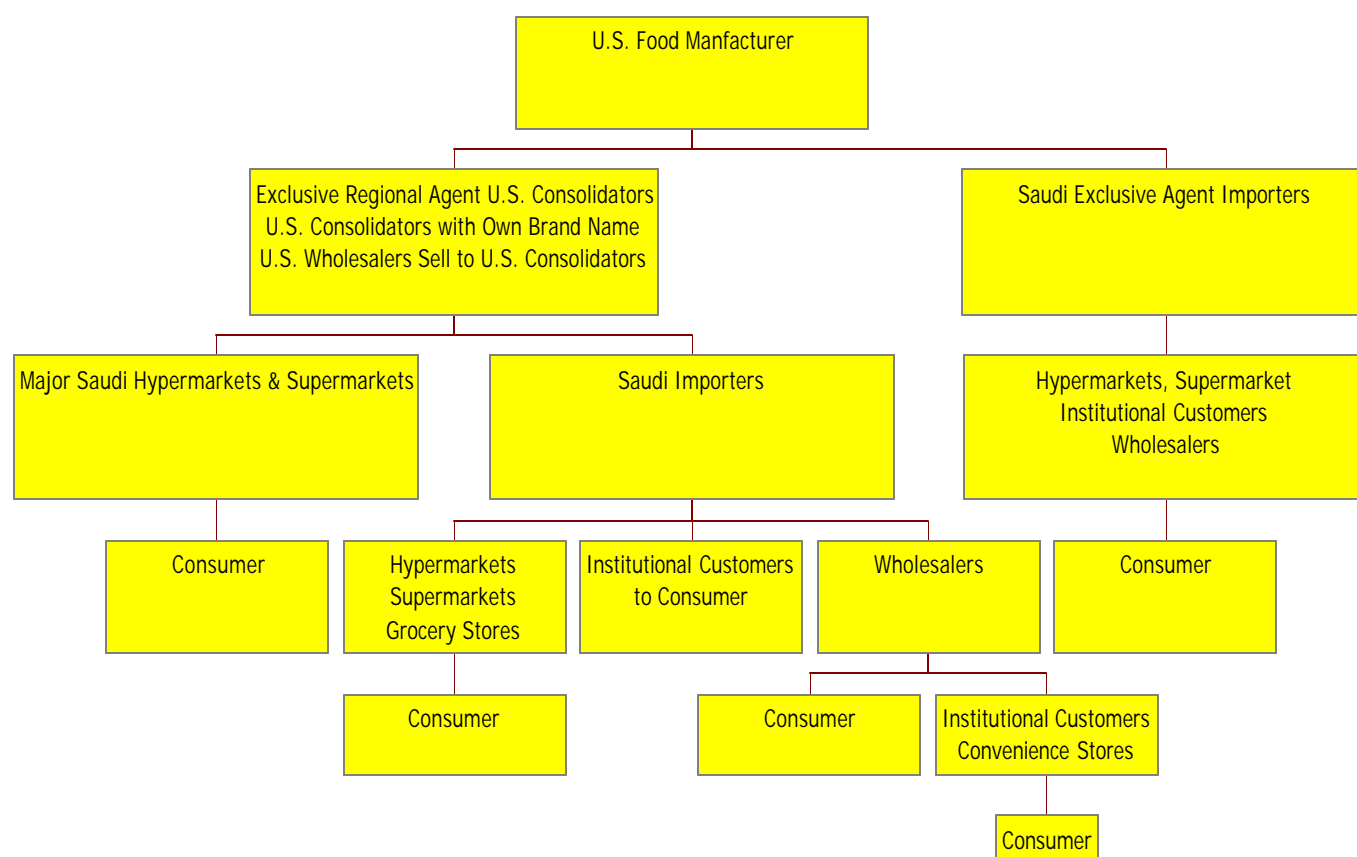 U.S. Food Manfacturer
Exclusive Regional Agent U.S. Consolidators
U.S. Consolidators with Own Brand Name
U.S. Wholesalers Sell to U.S. Consolidators
Saudi Exclusive Agent Importers
Major Saudi Hypermarkets & Supermarkets
Saudi Importers
Hypermarkets, Supermarket
Institutional Customers
Wholesalers
Consumer
Hypermarkets
Supermarkets
Grocery Stores
Institutional Customers
to Consumer
Wholesalers
Consumer
Consumer
Consumer
Institutional Customers
Convenience Stores
Consumer